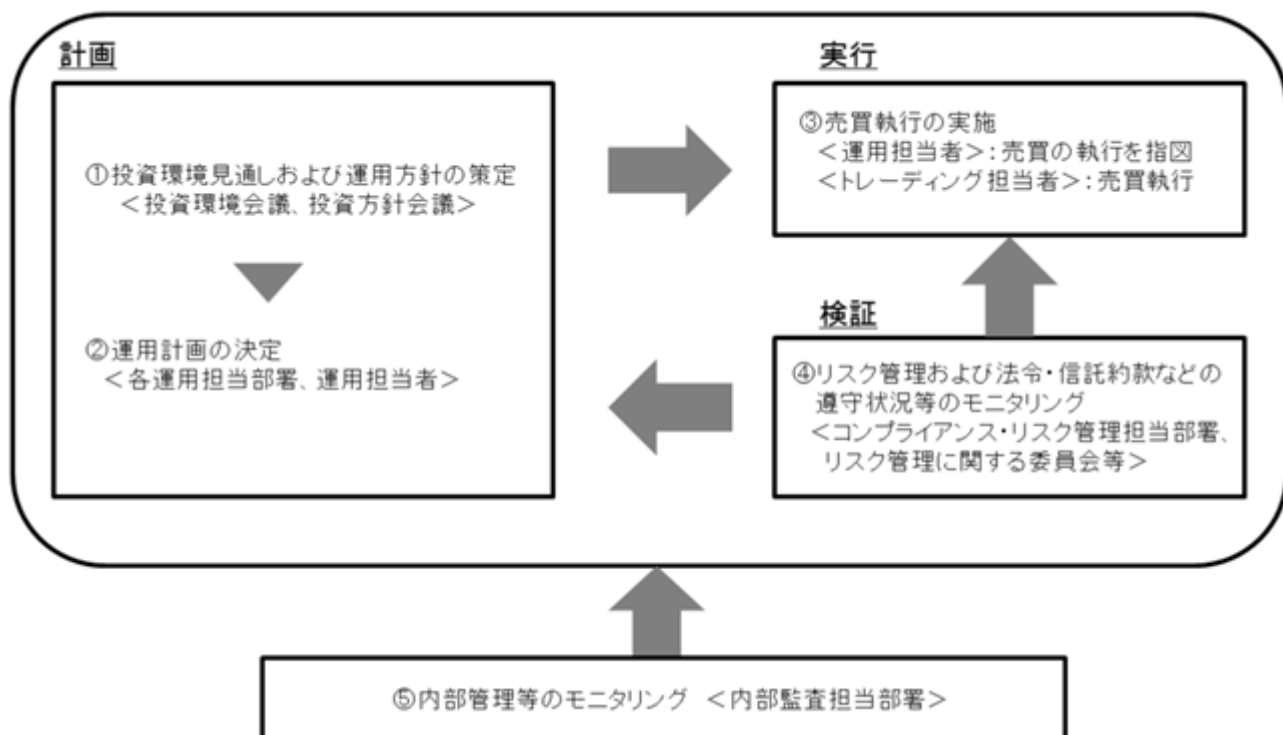 計画
①投資環境見通しおよび運用方針の策定
<投資環境会議、投資方針会議>
②運用計画の決定
<各運用担当部署、運用担当者>
実行
③売買執行の実施
<運用担当者>:売買の執行を指図
<トレーディング担当者>:売買執行
検証
④リスク管理および法令・信託約款などの
遵守状況等のモニタリング
<コンプライアンス・リスク管理担当部署、
リスク管理に関する委員会等>
⑤内部管理等のモニタリング <内部監査担当部署>